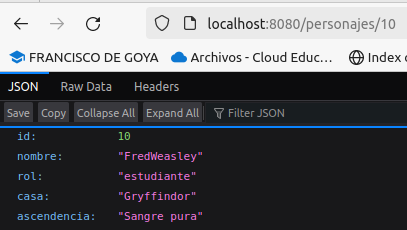 localhost:8080/personajes/10
FRANCISCO DE GOYA Archivos - Cloud Educ... Index o
JSON Raw Data Headers
Save Copy Collapse All Expand All Filter JSON
id: 10
nombre: "FredWeasley"
rol: "estudiante"
casa: "Gryffindor"
ascendencia: "Sangre pura"